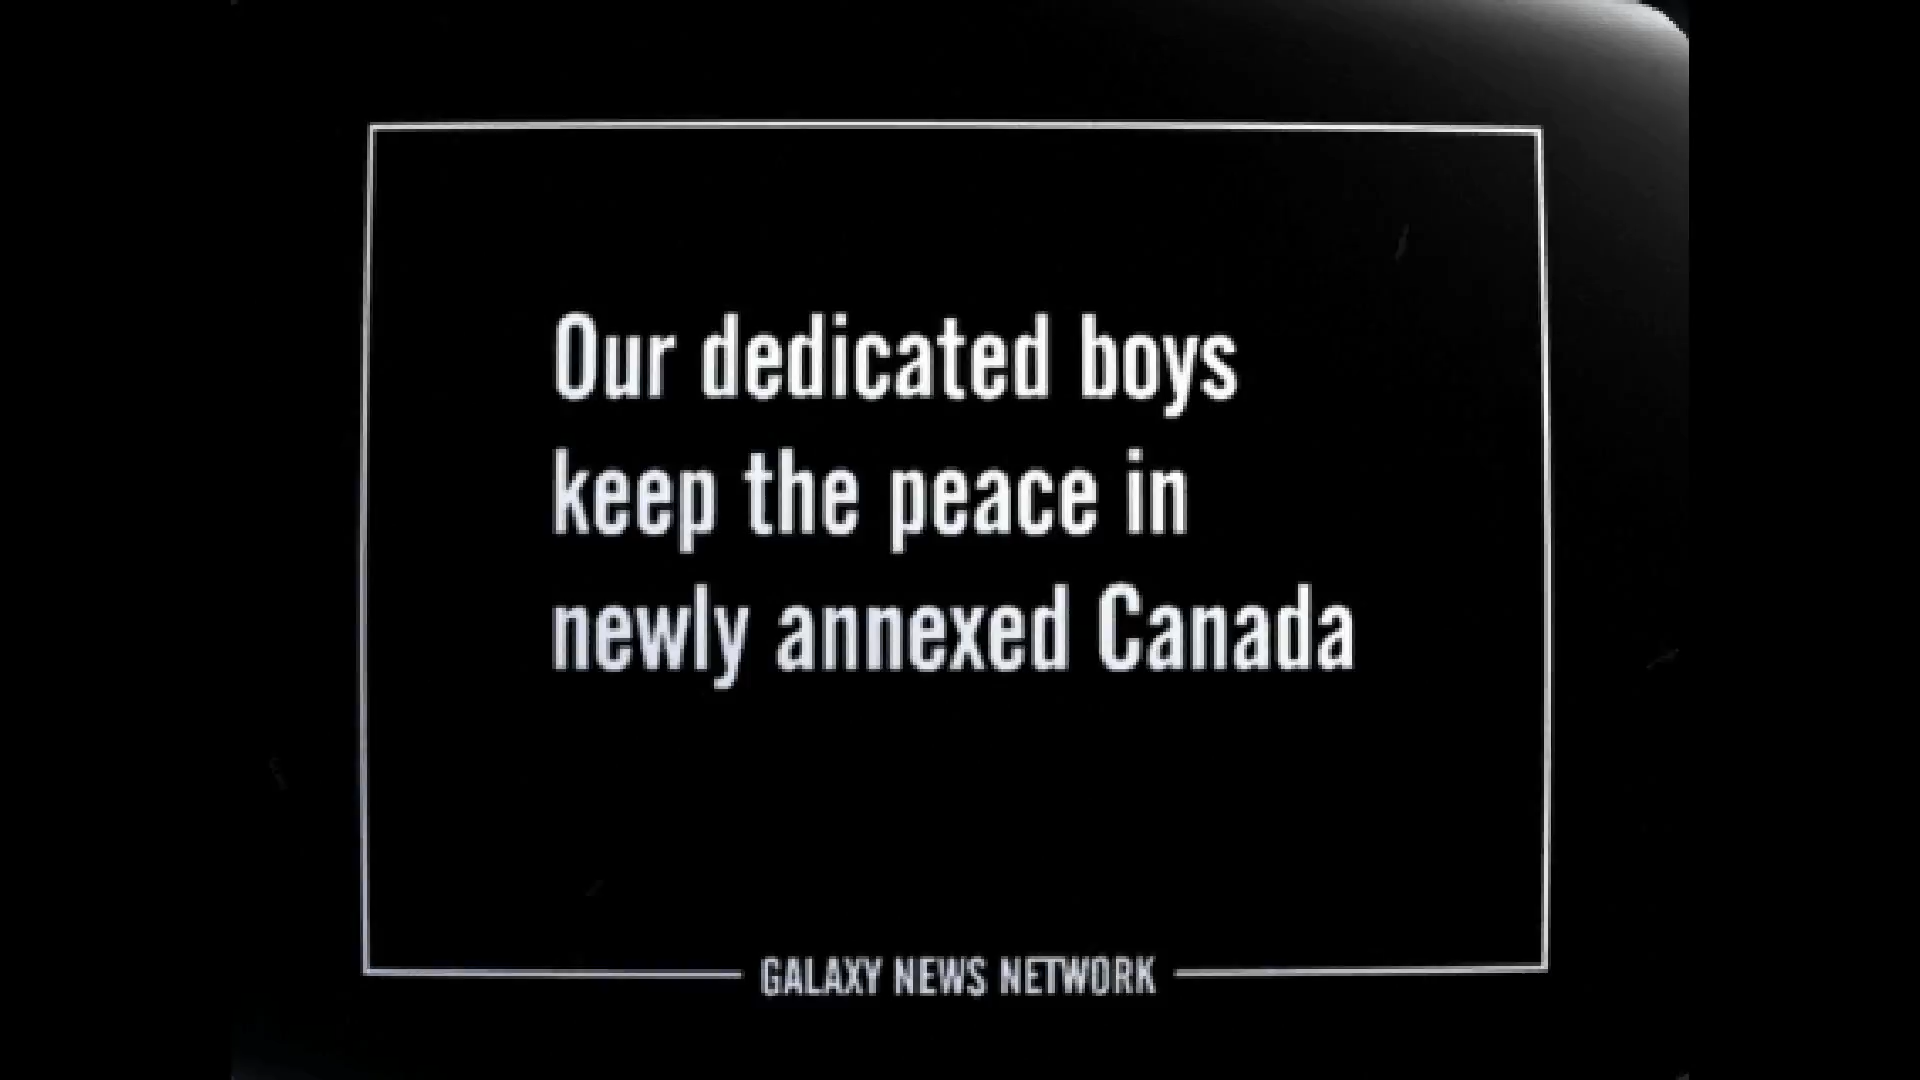 Our dedicated boys
keep the peace in
newly annexed Canada
GALAXY NEWS NETWORK